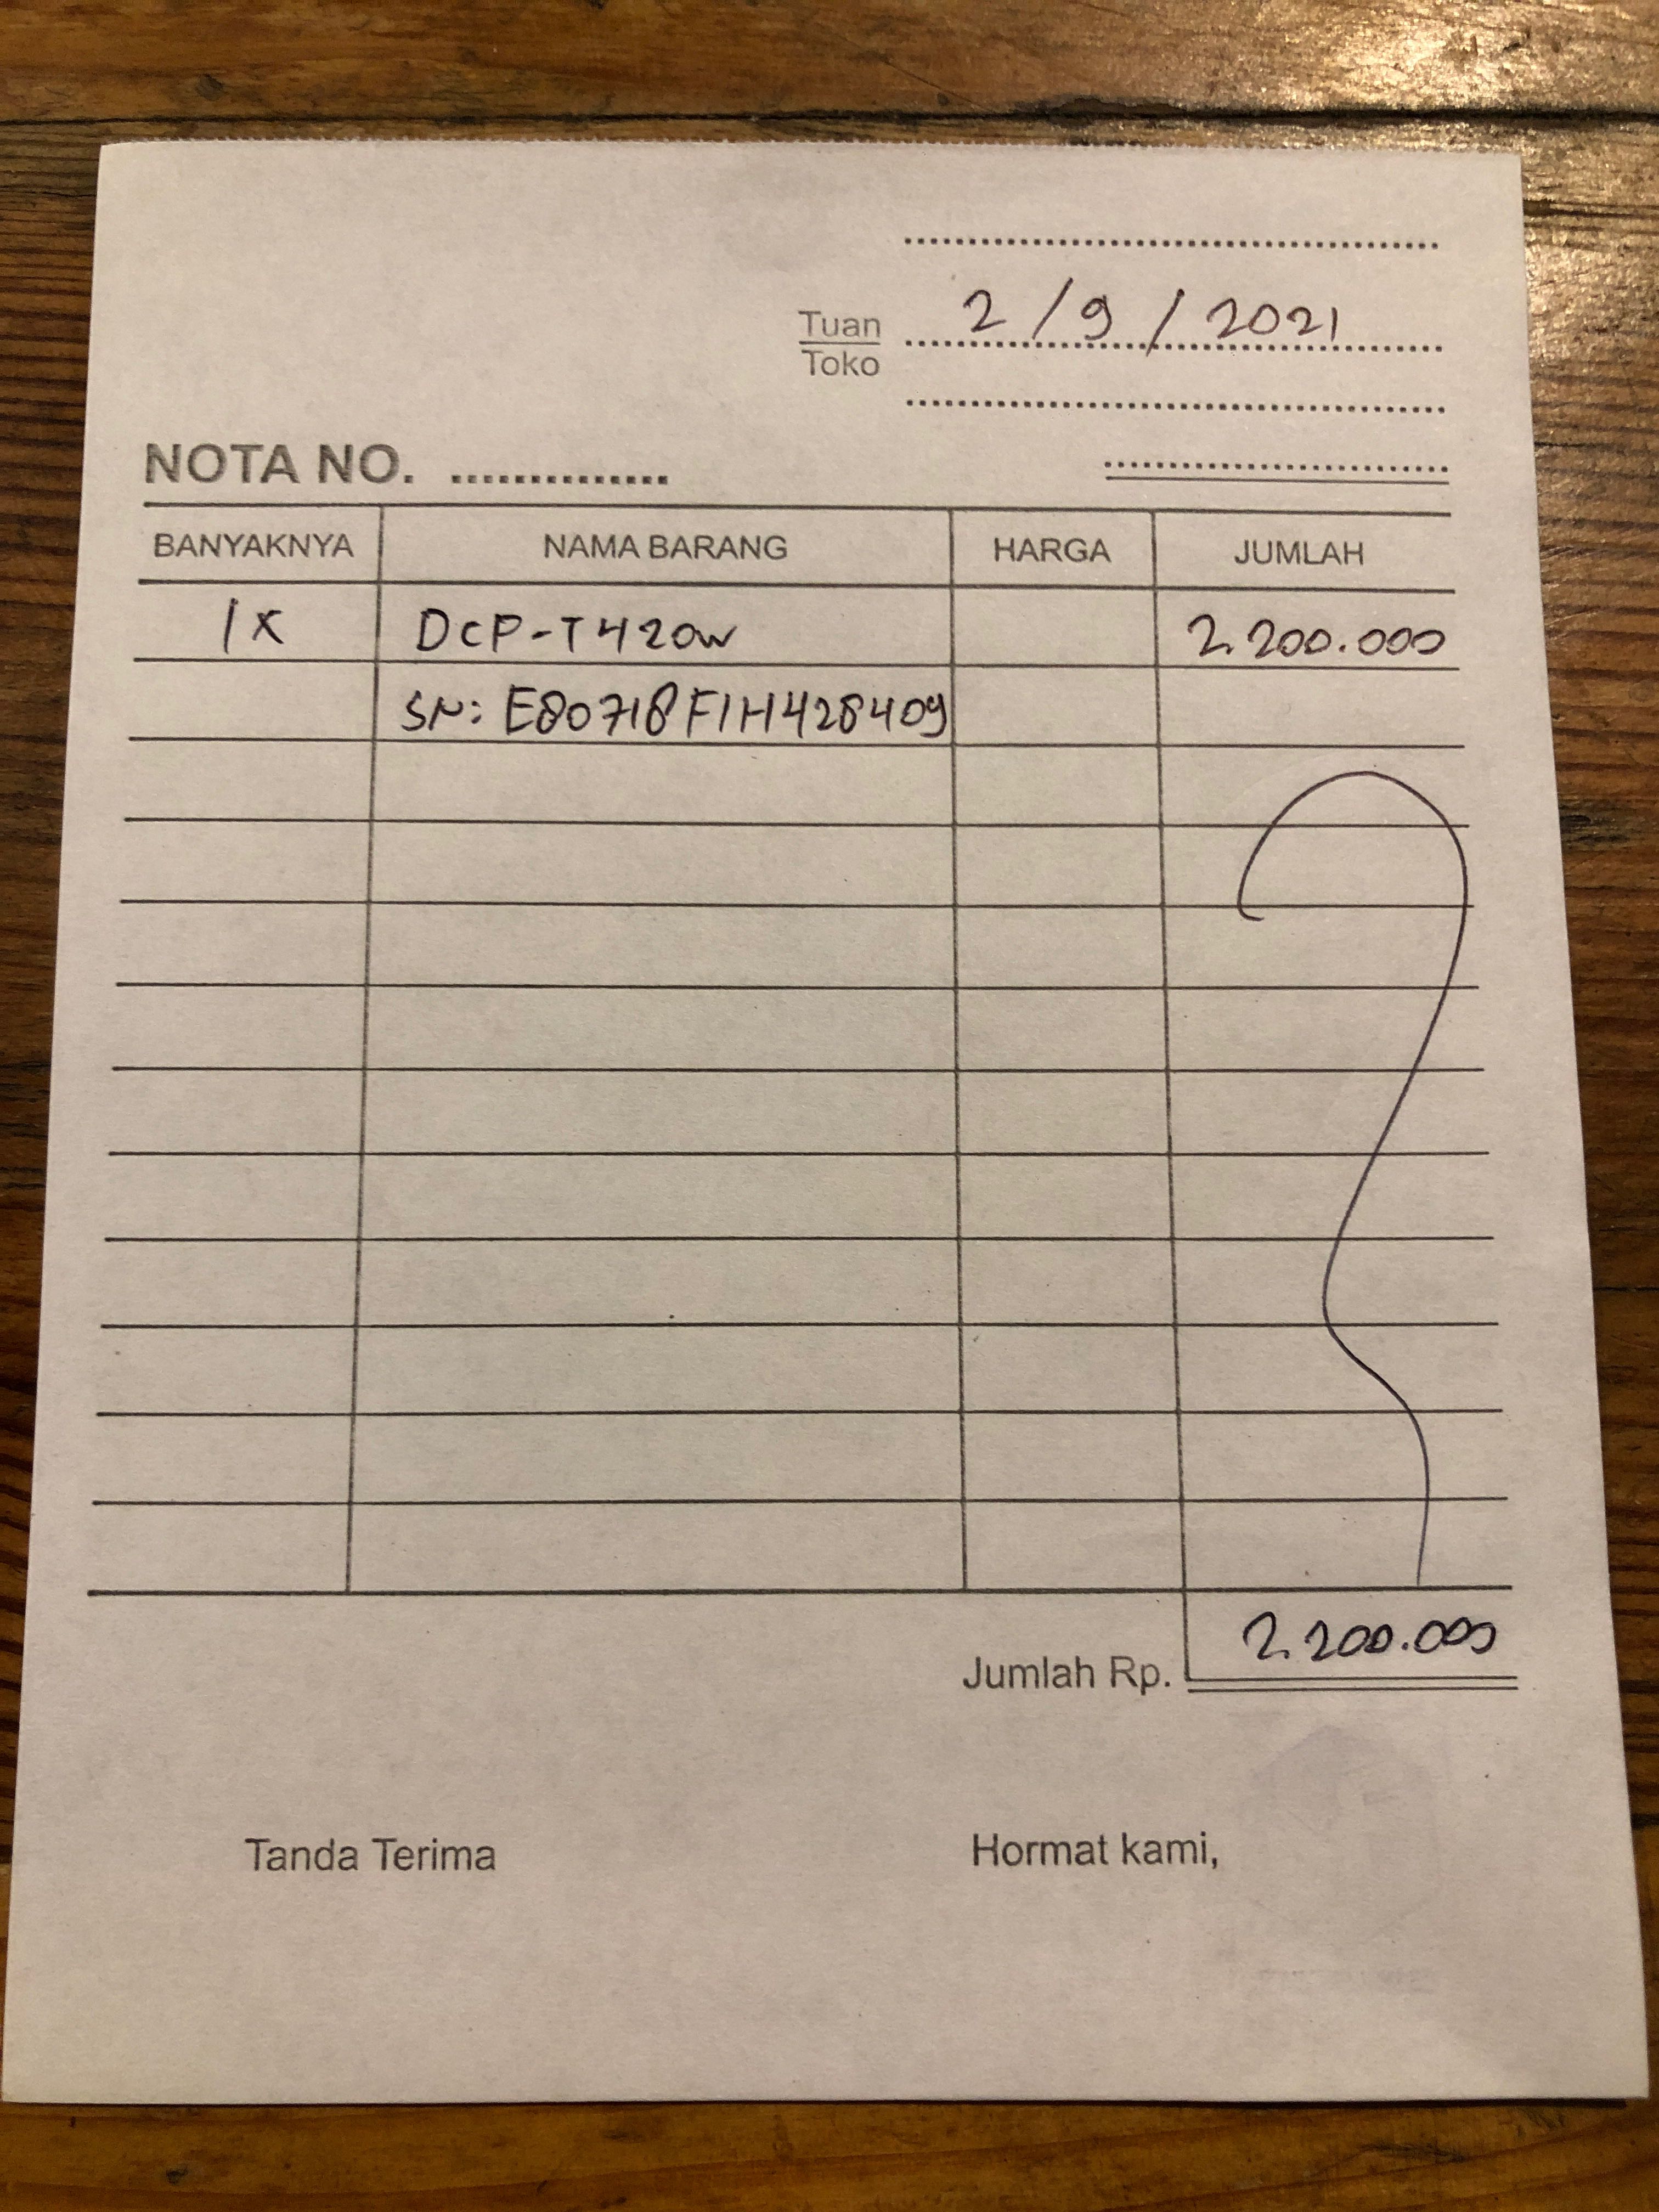 2/9/2021
Tuan
Toko
NOTA NO. ..............
BANYAKNYA NAMA BARANG HARGA JUMLAH
1x DCP-T420W 2.200.000
SN: E80718F1H428409
Jumlah Rp. 2.200.000
Tanda Terima Hormat kami,